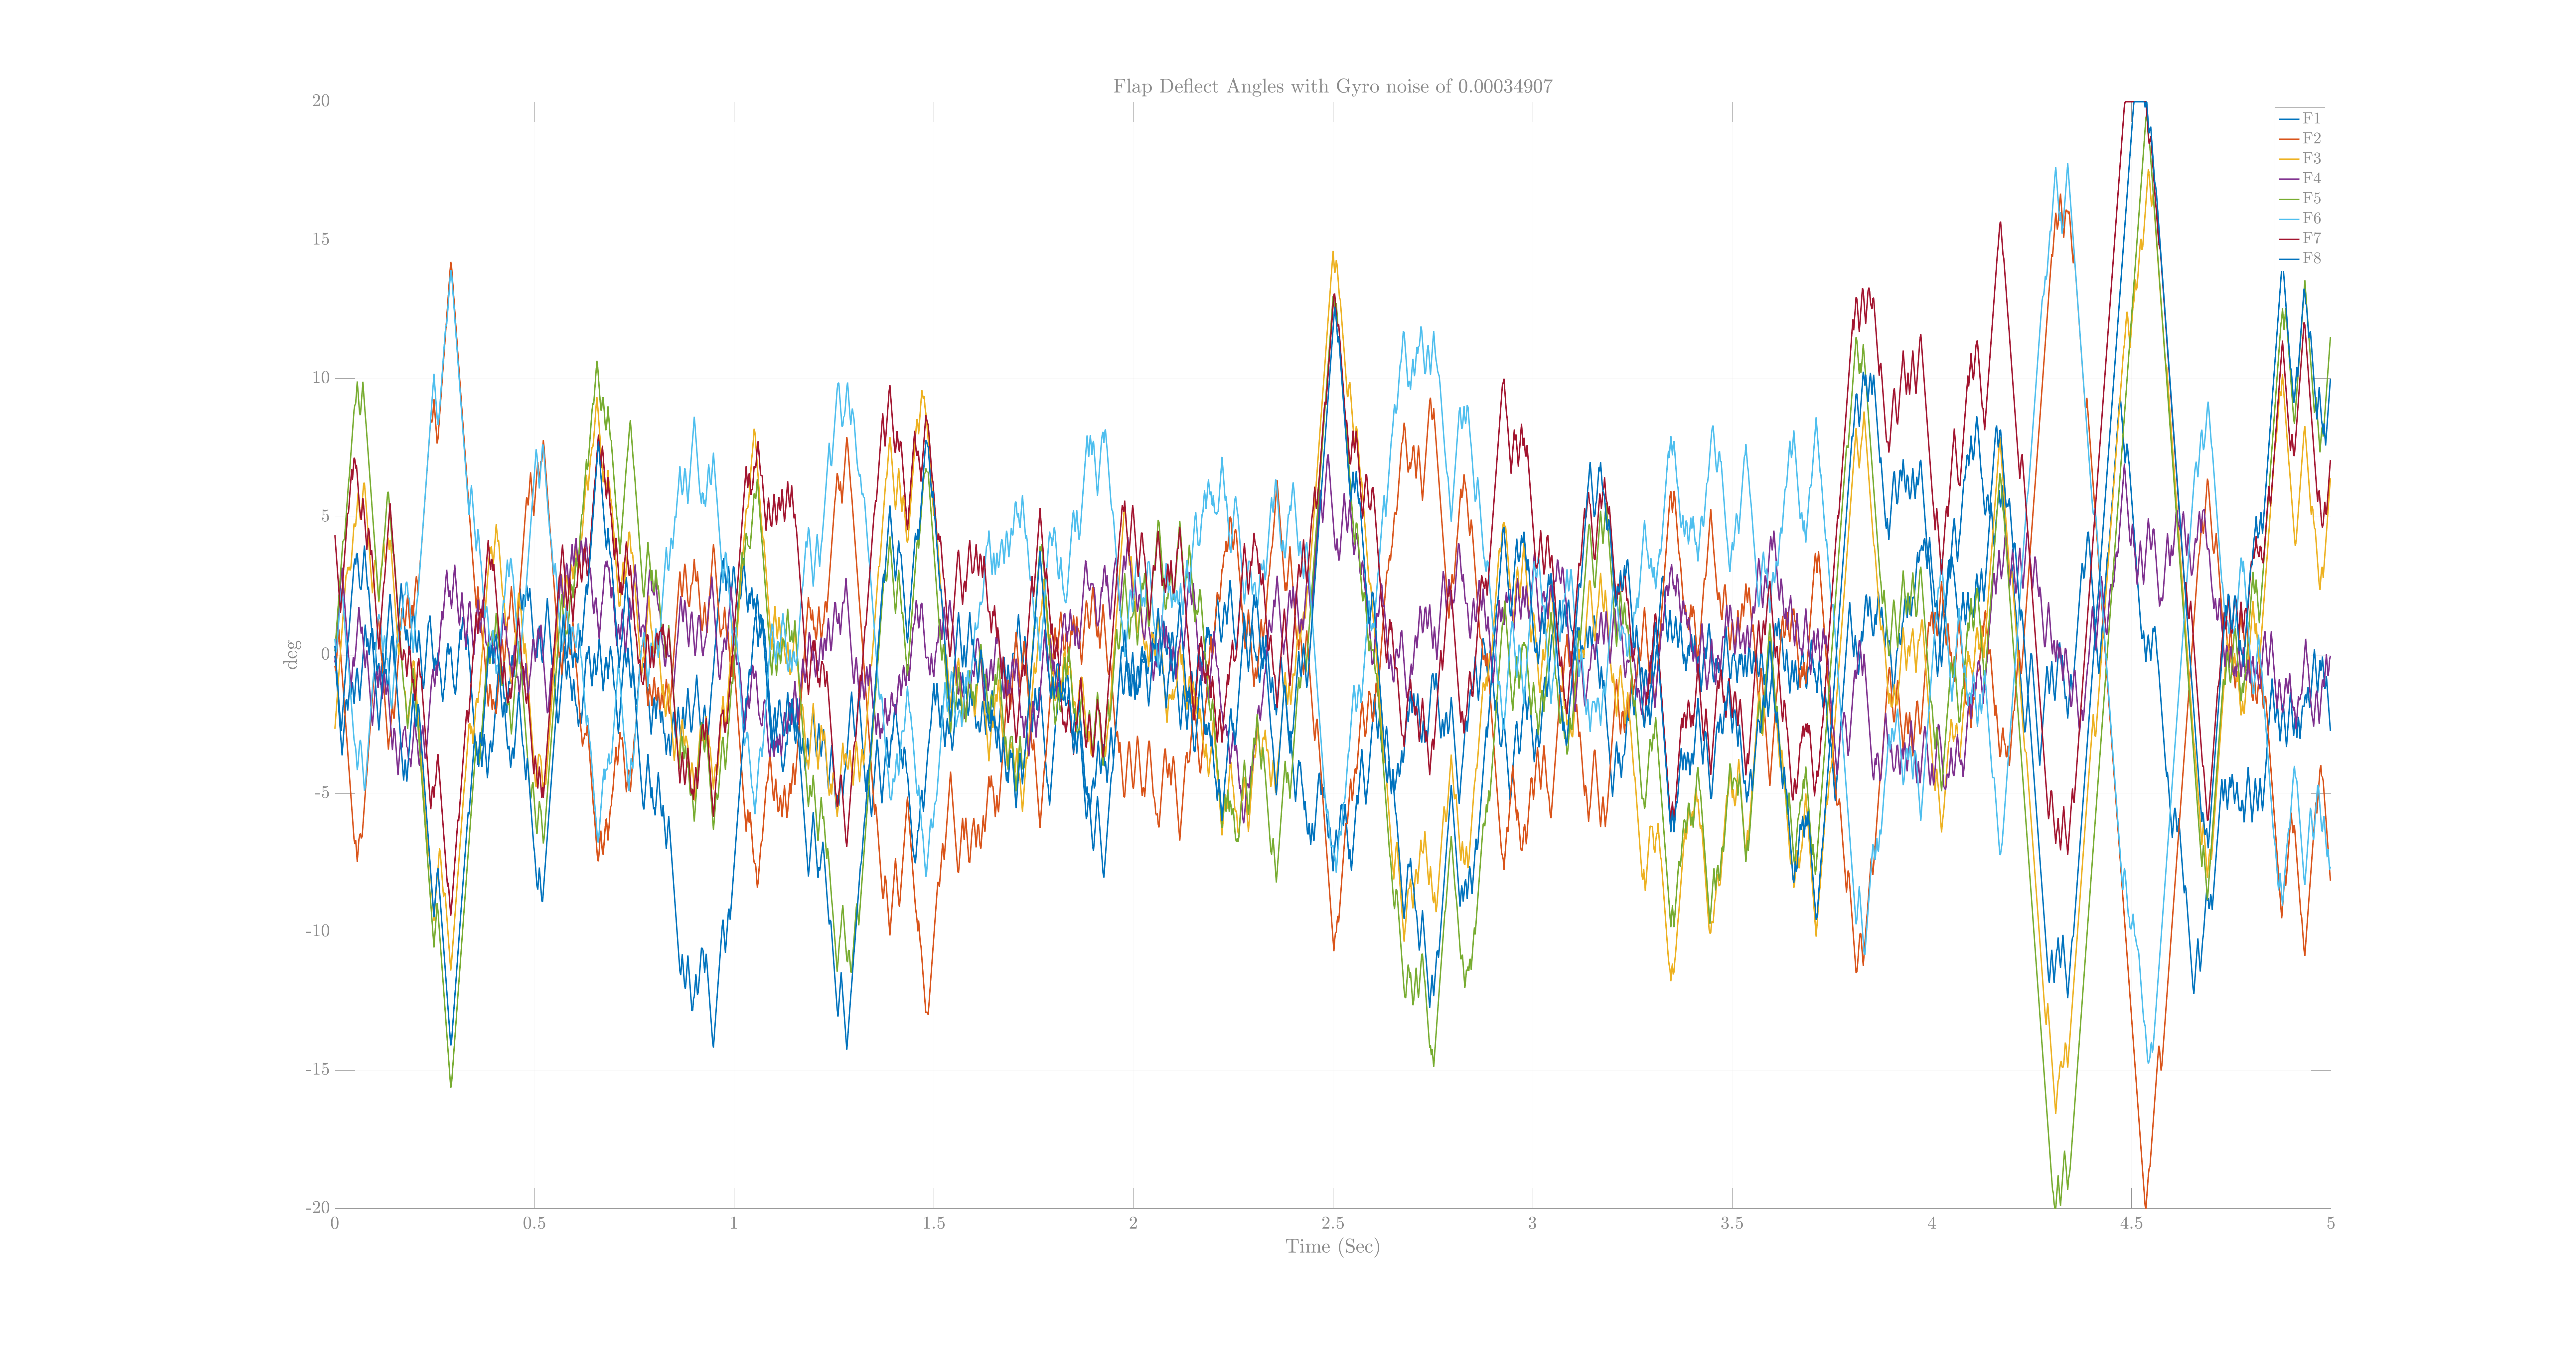 Flap Deflect Angles with Gyro noise of 0.00034907
20
15
10
5
0
-5
-10
-15
-20
deg
0 0.5 1 1.5 2 2.5 3 3.5 4 4.5 5
Time (Sec)
F1
F2
F3
F4
F5
F6
F7
F8